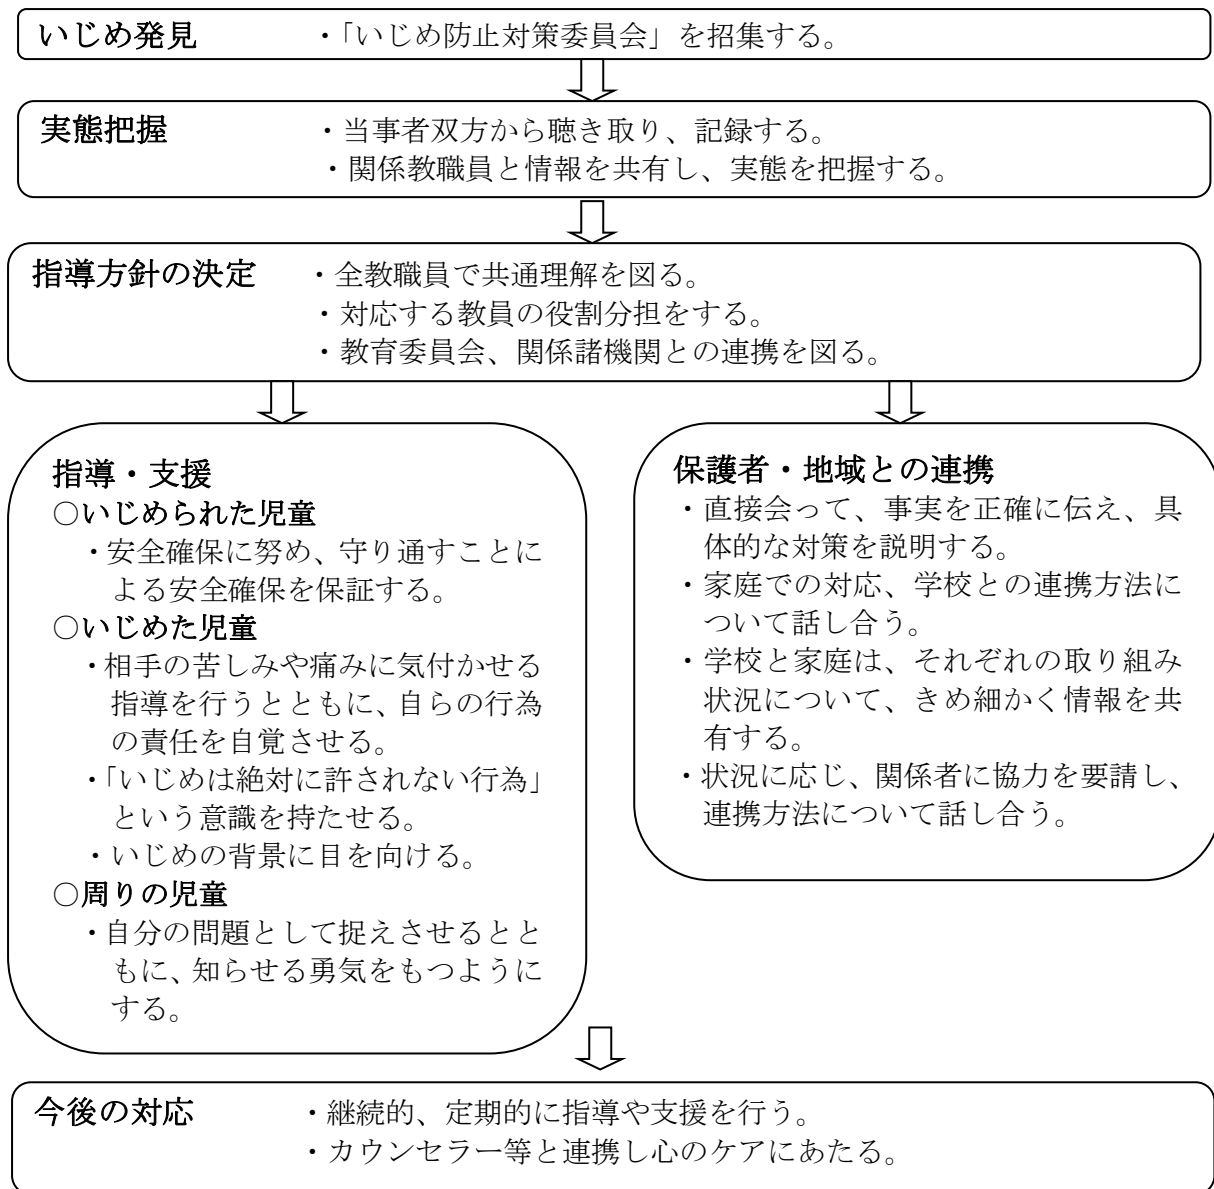 いじめ発見 ・「いじめ防止対策委員会」を招集する。
実態把握 ・当事者双方から聴き取り、記録する。
・関係教職員と情報を共有し、実態を把握する。
指導方針の決定 ・全教職員で共通理解を図る。
・対応する教員の役割分担をする。
・教育委員会、関係諸機関との連携を図る。
指導・支援
○いじめられた児童
・安全確保に努め、守り通すことに
よる安全確保を保証する。
○いじめた児童
・相手の苦しみや痛みに気付かせる
指導を行うとともに、自らの行為
の責任を自覚させる。
・「いじめは絶対に許されない行為」
という意識を持たせる。
・いじめの背景に目を向ける。
○周りの児童
・自分の問題として捉えさせるとと
もに、知らせる勇気をもつように
する。
保護者・地域との連携
・直接会って、事実を正確に伝え、具
体的な対策を説明する。
・家庭での対応、学校との連携方法に
ついて話し合う。
・学校と家庭は、それぞれの取り組み
状況について、きめ細かく情報を共
有する。
・状況に応じ、関係者に協力を要請し、
連携方法について話し合う。
今後の対応 ・継続的、定期的に指導や支援を行う。
・カウンセラー等と連携し心のケアにあたる。